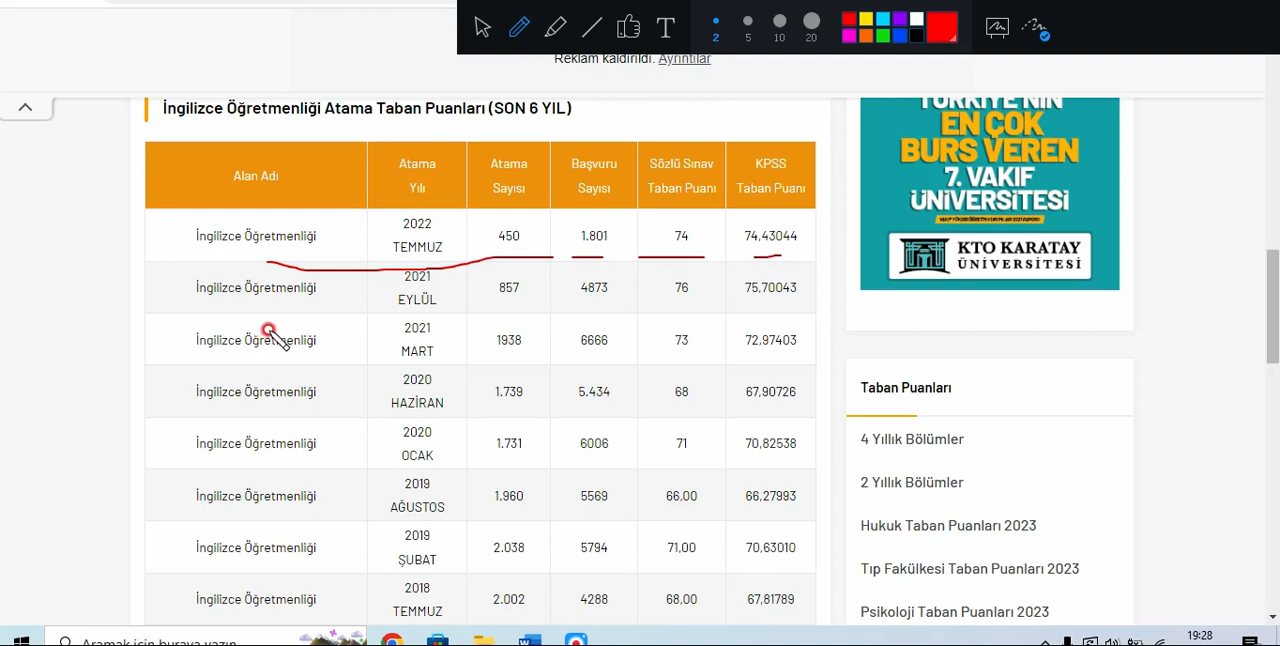 T
2
5
10
20
Reklam kaldırıldı. Ayrıntılar
İngilizce Öğretmenliği Atama Taban Puanları (SON 6 YIL)
Alan Adı
Atama Yılı
Atama Sayısı
Başvuru Sayısı
Sözlü Sınav Taban Puanı
KPSS Taban Puanı
İngilizce Öğretmenliği 2022 TEMMUZ 450 1.801 74 74,43044
İngilizce Öğretmenliği 2021 EYLÜL 857 4873 76 75,70043
İngilizce Öğretmenliği 2021 MART 1938 6666 73 72,97403
İngilizce Öğretmenliği 2020 HAZİRAN 1.739 5.434 68 67,90726
İngilizce Öğretmenliği 2020 OCAK 1.731 6006 71 70,82538
İngilizce Öğretmenliği 2019 AĞUSTOS 1.960 5569 66,00 66,27993
İngilizce Öğretmenliği 2019 ŞUBAT 2.038 5794 71,00 70,63010
İngilizce Öğretmenliği 2018 TEMMUZ 2.002 4288 68,00 67,81789
TÜRKİYE'NİN
EN ÇOK
BURS VEREN
7. VAKIF
ÜNİVERSİTESİ
KTO KARATAY
ÜNİVERSİTESİ
Taban Puanları
4 Yıllık Bölümler
2 Yıllık Bölümler
Hukuk Taban Puanları 2023
Tıp Fakülkesi Taban Puanları 2023
Psikoloji Taban Puanları 2023
Aramak için buraya yazın
19:28